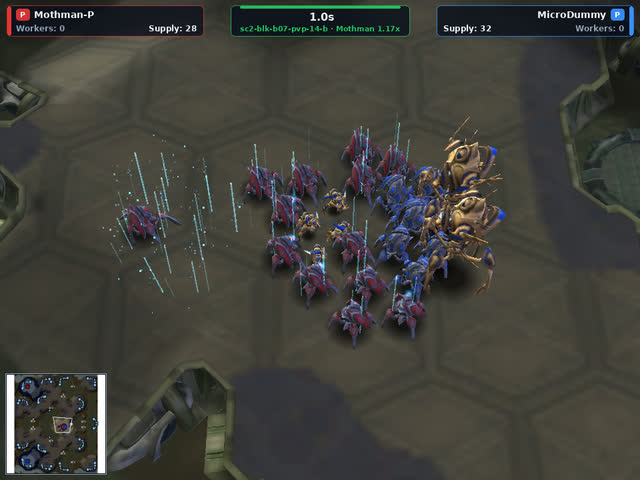 P Mothman-P
Workers: 0 Supply: 28
1.0s
sc2-blk-b07-pvp-14-b · Mothman 1.17x
MicroDummy P
Supply: 32 Workers: 0